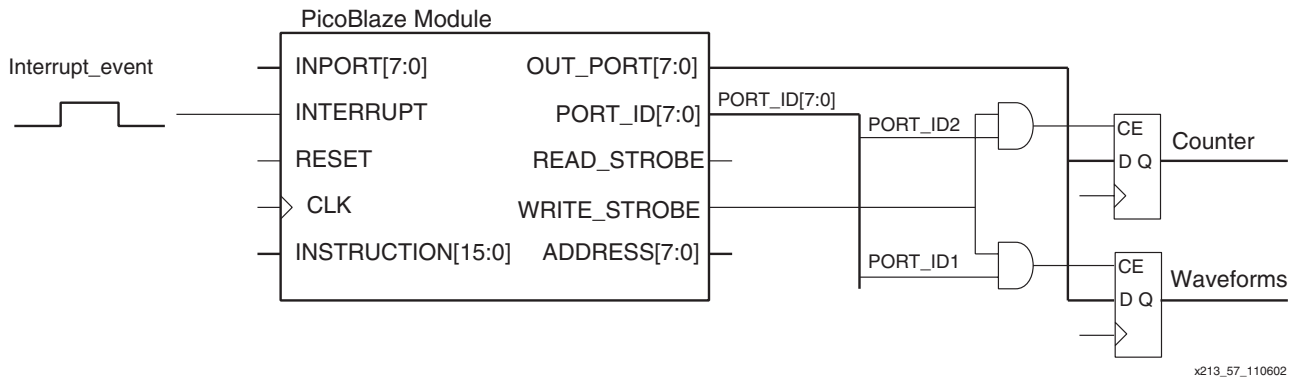 PicoBlaze Module
Interrupt_event
INPORT[7:0]
INTERRUPT
RESET
CLK
INSTRUCTION[15:0]
OUT_PORT[7:0]
PORT_ID[7:0]
READ_STROBE
WRITE_STROBE
ADDRESS[7:0]
PORT_ID[7:0]
PORT_ID2
PORT_ID1
CE
D Q
Counter
CE
D Q
Waveforms
x213_57_110602